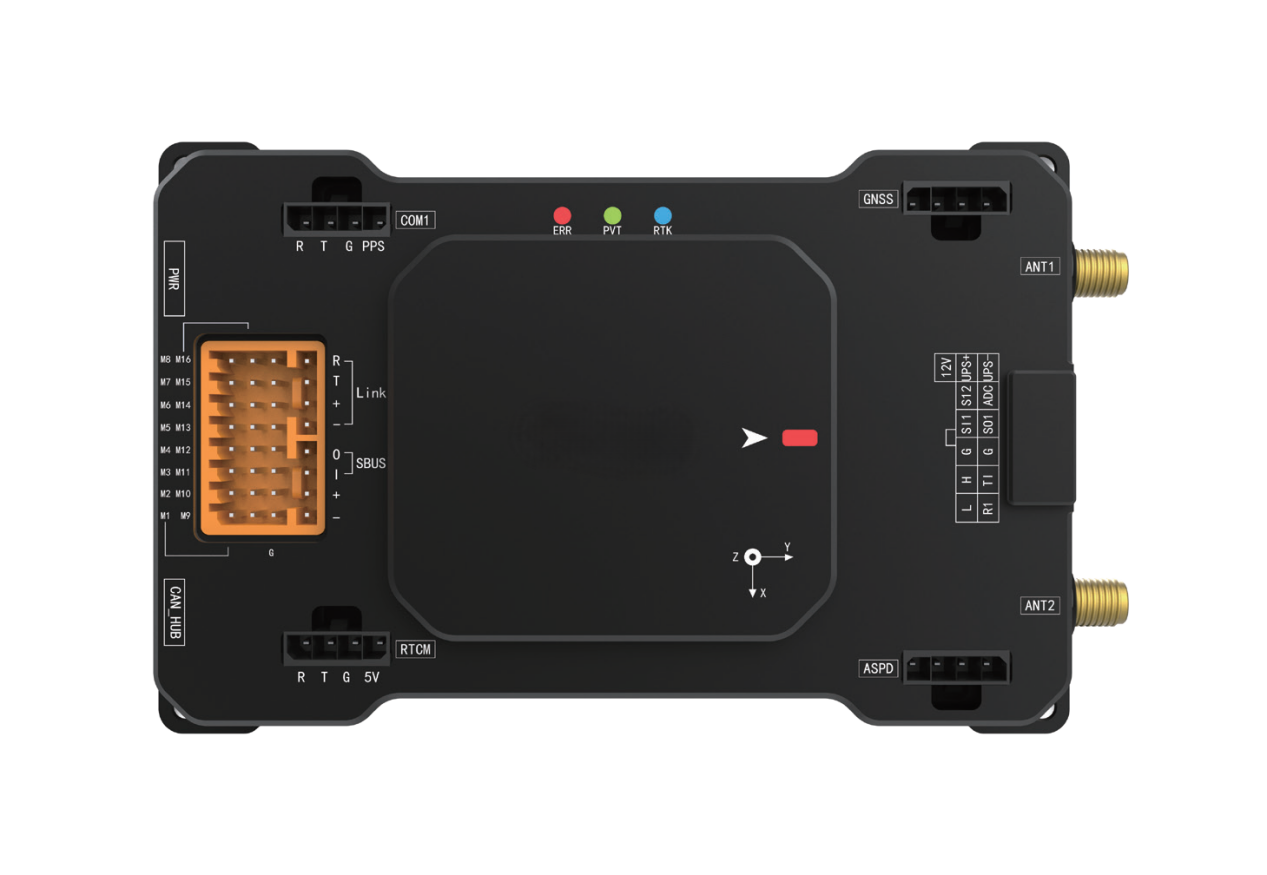 GNSS
COM1
R T G PPS
ERR PVT RTK
PWR
ANT1
M8 M16
M7 M15
M6 M14
M5 M13
M4 M12
M3 M11
M2 M10
M1 M9
R
T
+
-
Link
O
I
+
-
SBUS
G
12V UPS+ UPS-
S12 ADC
S11 S01
G G
H TI
L R1
Z Y
X
CAN_HUB
ANT2
RTCM
R T G 5V
ASPD